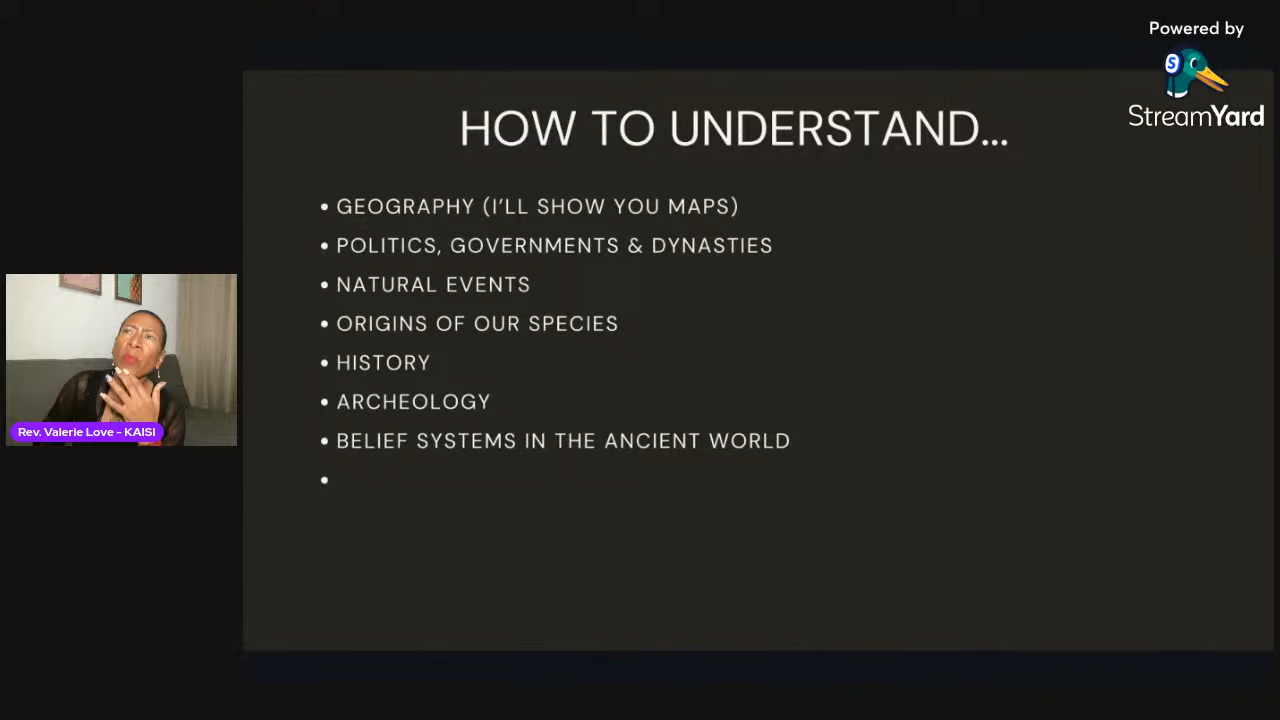 Powered by
StreamYard
HOW TO UNDERSTAND...
• GEOGRAPHY (I'LL SHOW YOU MAPS)
• POLITICS, GOVERNMENTS & DYNASTIES
• NATURAL EVENTS
• ORIGINS OF OUR SPECIES
• HISTORY
• ARCHEOLOGY
• BELIEF SYSTEMS IN THE ANCIENT WORLD
•
Rev. Valerie Love - KAISI